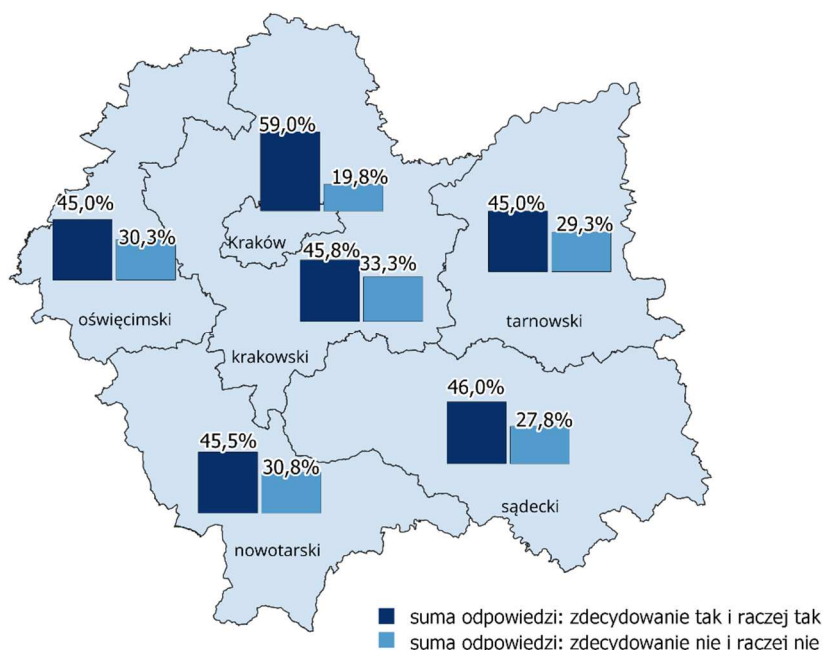 59,0%
19,8%
Kraków
45,0%
30,3%
oświęcimski
45,8%
33,3%
krakowski
45,0%
29,3%
tarnowski
46,0%
27,8%
sądecki
45,5%
30,8%
nowotarski
suma odpowiedzi: zdecydowanie tak i raczej tak
suma odpowiedzi: zdecydowanie nie i raczej nie